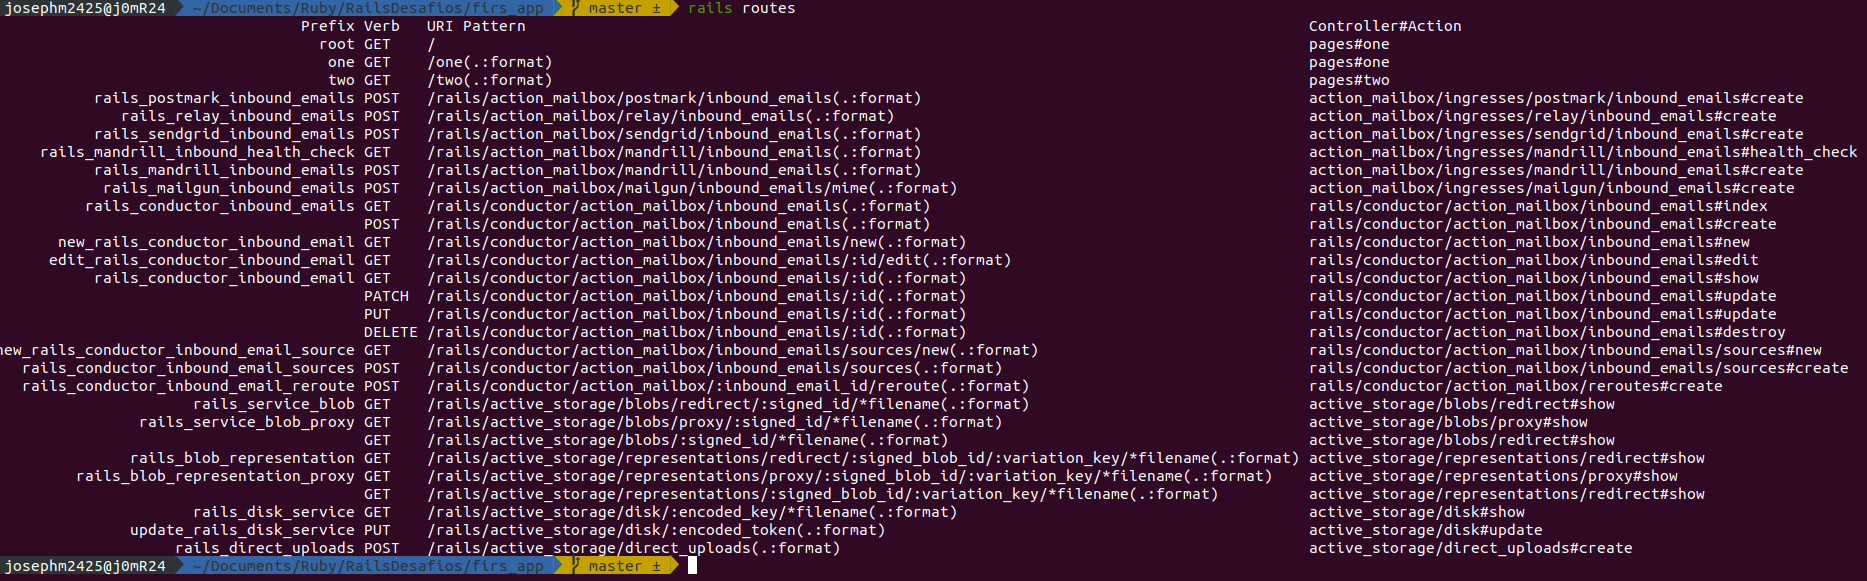 josephm2425@j0mR24 ~/Documents/Ruby/RailsDesafios/firs_app master ± rails routes
Prefix Verb URI Pattern Controller#Action
root GET / pages#one
one GET /one(.:format) pages#one
two GET /two(.:format) pages#two
rails_postmark_inbound_emails POST /rails/action_mailbox/postmark/inbound_emails(.:format) action_mailbox/ingresses/postmark/inbound_emails#create
rails_relay_inbound_emails POST /rails/action_mailbox/relay/inbound_emails(.:format) action_mailbox/ingresses/relay/inbound_emails#create
rails_sendgrid_inbound_emails POST /rails/action_mailbox/sendgrid/inbound_emails(.:format) action_mailbox/ingresses/sendgrid/inbound_emails#create
rails_mandrill_inbound_health_check GET /rails/action_mailbox/mandrill/inbound_emails(.:format) action_mailbox/ingresses/mandrill/inbound_emails#health_check
rails_mandrill_inbound_emails POST /rails/action_mailbox/mandrill/inbound_emails(.:format) action_mailbox/ingresses/mandrill/inbound_emails#create
rails_mailgun_inbound_emails POST /rails/action_mailbox/mailgun/inbound_emails/mime(.:format) action_mailbox/ingresses/mailgun/inbound_emails#create
rails_conductor_inbound_emails GET /rails/conductor/action_mailbox/inbound_emails(.:format) rails/conductor/action_mailbox/inbound_emails#index
POST /rails/conductor/action_mailbox/inbound_emails(.:format) rails/conductor/action_mailbox/inbound_emails#create
new_rails_conductor_inbound_email GET /rails/conductor/action_mailbox/inbound_emails/new(.:format) rails/conductor/action_mailbox/inbound_emails#new
edit_rails_conductor_inbound_email GET /rails/conductor/action_mailbox/inbound_emails/:id/edit(.:format) rails/conductor/action_mailbox/inbound_emails#edit
rails_conductor_inbound_email GET /rails/conductor/action_mailbox/inbound_emails/:id(.:format) rails/conductor/action_mailbox/inbound_emails#show
PATCH /rails/conductor/action_mailbox/inbound_emails/:id(.:format) rails/conductor/action_mailbox/inbound_emails#update
PUT /rails/conductor/action_mailbox/inbound_emails/:id(.:format) rails/conductor/action_mailbox/inbound_emails#update
DELETE /rails/conductor/action_mailbox/inbound_emails/:id(.:format) rails/conductor/action_mailbox/inbound_emails#destroy
new_rails_conductor_inbound_email_source GET /rails/conductor/action_mailbox/inbound_emails/sources/new(.:format) rails/conductor/action_mailbox/inbound_emails/sources#new
rails_conductor_inbound_email_sources POST /rails/conductor/action_mailbox/inbound_emails/sources(.:format) rails/conductor/action_mailbox/inbound_emails/sources#create
rails_conductor_inbound_email_reroute POST /rails/conductor/action_mailbox/:inbound_email_id/reroute(.:format) rails/conductor/action_mailbox/reroutes#create
rails_service_blob GET /rails/active_storage/blobs/redirect/:signed_id/*filename(.:format) active_storage/blobs/redirect#show
rails_service_blob_proxy GET /rails/active_storage/blobs/proxy/:signed_id/*filename(.:format) active_storage/blobs/proxy#show
GET /rails/active_storage/blobs/:signed_id/*filename(.:format) active_storage/blobs/redirect#show
rails_blob_representation GET /rails/active_storage/representations/redirect/:signed_blob_id/:variation_key/*filename(.:format) active_storage/representations/redirect#show
rails_blob_representation_proxy GET /rails/active_storage/representations/proxy/:signed_blob_id/:variation_key/*filename(.:format) active_storage/representations/proxy#show
GET /rails/active_storage/representations/:signed_blob_id/:variation_key/*filename(.:format) active_storage/representations/redirect#show
rails_disk_service GET /rails/active_storage/disk/:encoded_key/*filename(.:format) active_storage/disk#show
update_rails_disk_service PUT /rails/active_storage/disk/:encoded_token(.:format) active_storage/disk#update
rails_direct_uploads POST /rails/active_storage/direct_uploads(.:format) active_storage/direct_uploads#create
josephm2425@j0mR24 ~/Documents/Ruby/RailsDesafios/firs_app master ±